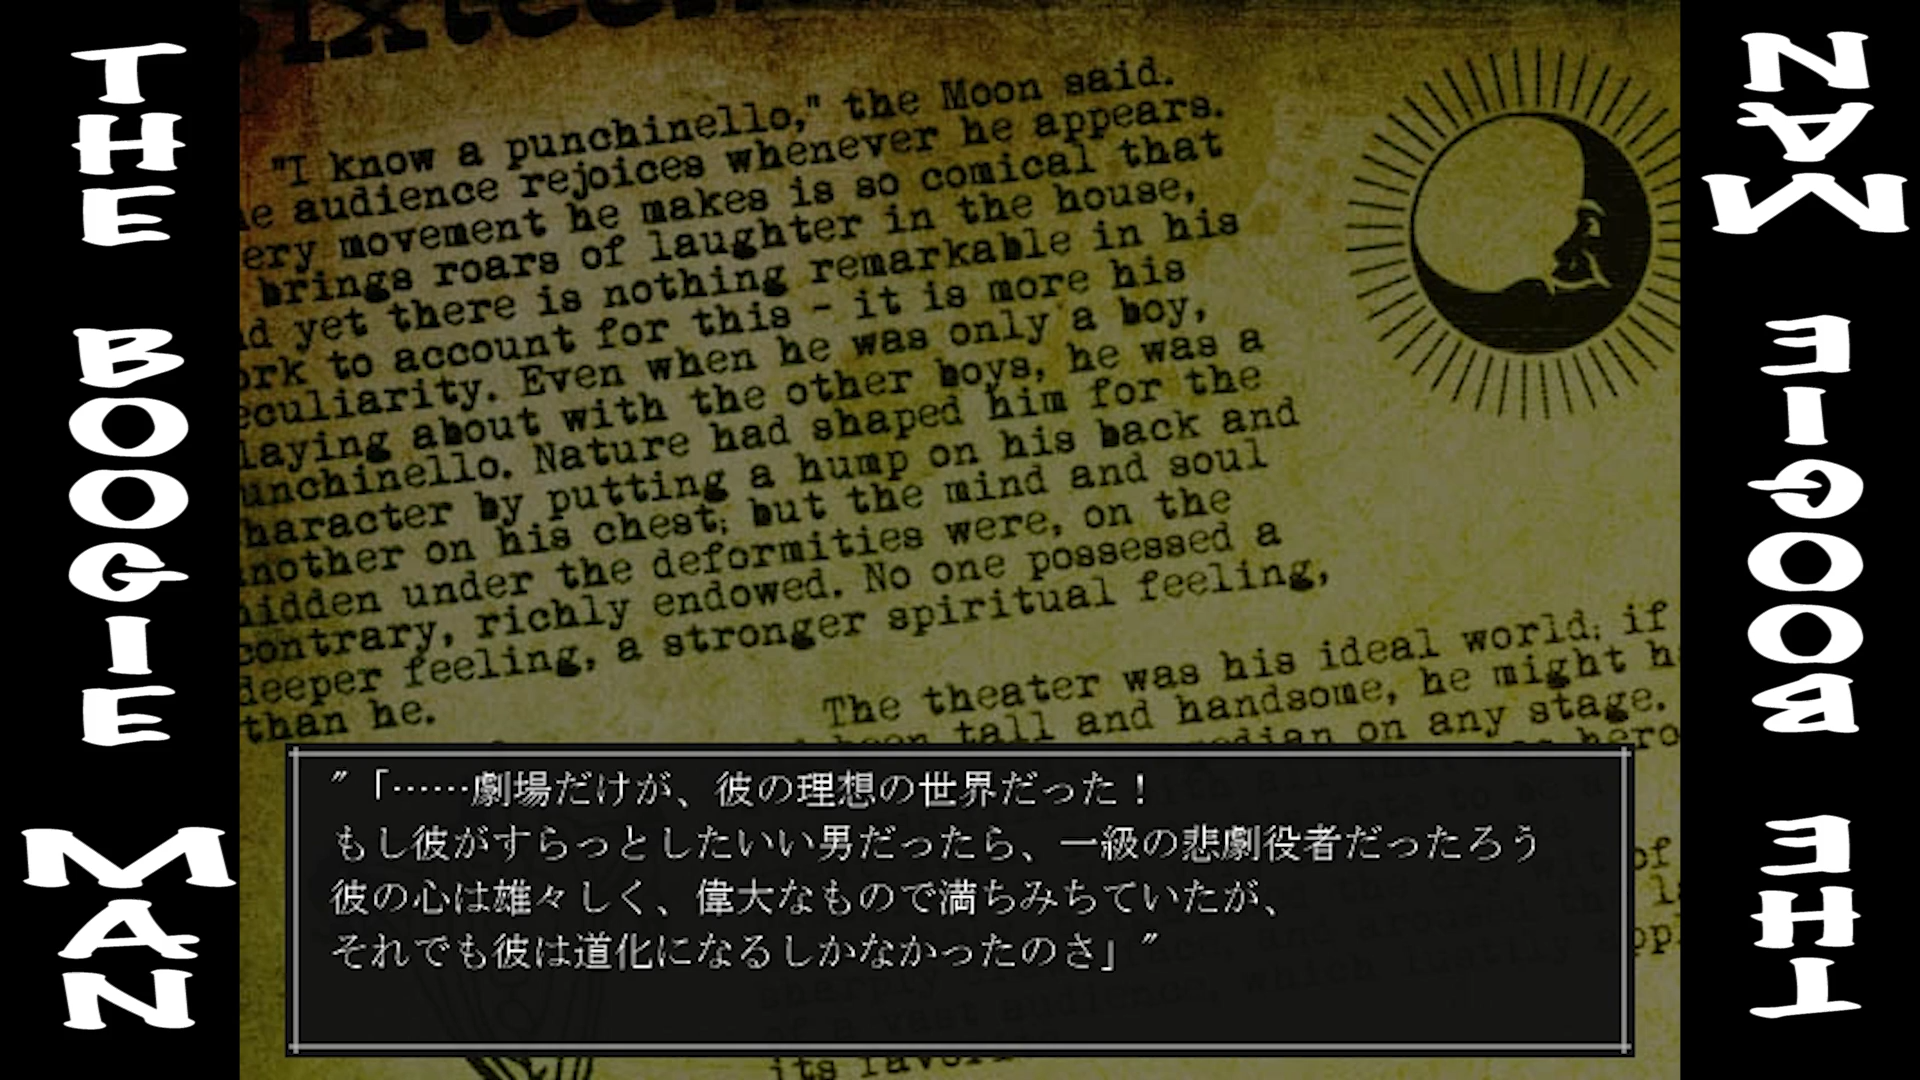 THE BOOGIE MAN
sixteen
"I know a punchinello," the Moon said.
audience rejoices whenever he appears.
movement he makes is so comical that
brings roars of laughter in the house,
yet there is nothing remarkable in his
to account for this - it is more his
Even when he was only a boy,
about with the other boys, he was a
Nature had shaped him for the
by putting a hump on his back and
on his chest; but the mind and soul
hidden under the deformities were, on the
contrary, richly endowed. No one possessed a
deeper feeling, a stronger spiritual feeling,
than he.
The theater was his ideal world; if
been tall and handsome, he might
on any stage.
hero
"「……劇場だけが、彼の理想の世界だった！
もし彼がすらっとしたいい男だったら、一級の悲劇役者だったろう
彼の心は雄々しく、偉大なもので満ちみちていたが、
それでも彼は道化になるしかなかったのさ」"
of
its
THE BOOGIE MAN